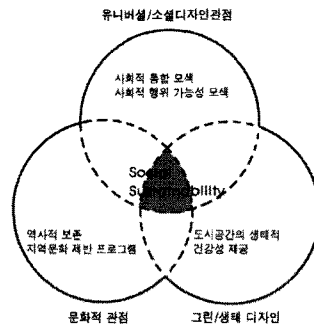 유니버셜/소셜디자인관점
사회적 통합 모색
사회적 행위 가능성 모색
Social
Sustainability
역사적 보존
지역문화 제반 프로그램
도시공간의 생태적
건강성 제공
문화적 관점
그린/생태 디자인